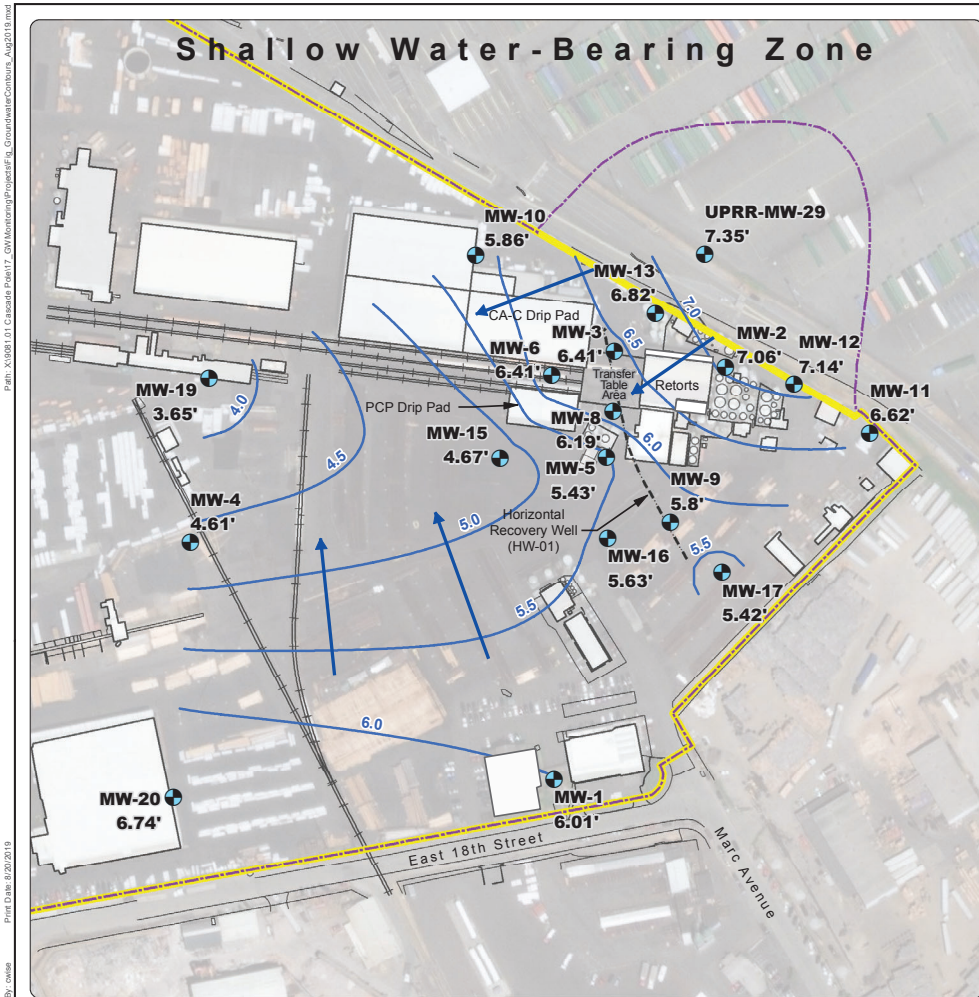 Shallow Water-Bearing Zone
MW-10
5.86'
UPRR-MW-29
7.35'
MW-13
6.82'
7.0
CA-C Drip Pad
MW-3
6.41'
6.5
MW-2
7.06'
MW-12
7.14'
MW-6
6.41'
MW-19
3.65'
4.0
Transfer
Table
Area
Retorts
MW-11
6.62'
PCP Drip Pad
MW-8
6.19'
6.0
MW-15
4.67'
4.5
MW-5
5.43'
MW-9
5.8'
MW-4
4.61'
5.0
Horizontal
Recovery Well
(HW-01)
MW-16
5.63'
5.5
MW-17
5.42'
5.5
6.0
MW-20
6.74'
MW-1
6.01'
East 18th Street
Marc Avenue
Path: X:\9081.01 Cascade Pole\17_GW Monitoring\Projects\Fig_GroundwaterContours_Aug2019.mxd
Print Date: 8/20/2019
By: cwise